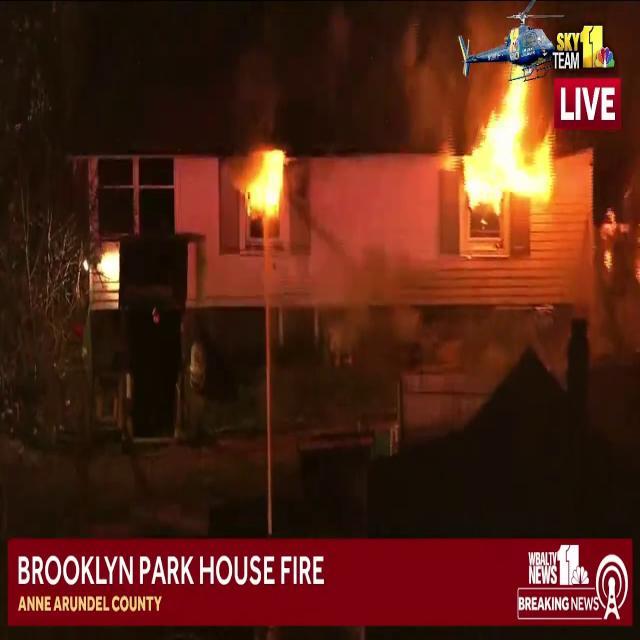 SKY
TEAM 11
LIVE
BROOKLYN PARK HOUSE FIRE
ANNE ARUNDEL COUNTY
WBALTV
NEWS 11
BREAKING NEWS